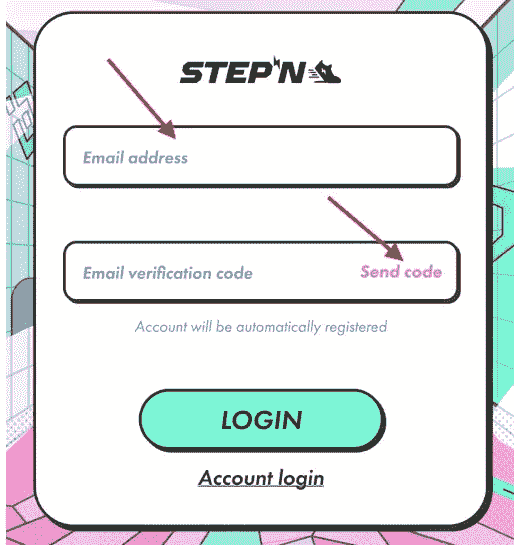 STEP'N
Email address
Email verification code Send code
Account will be automatically registered
LOGIN
Account login